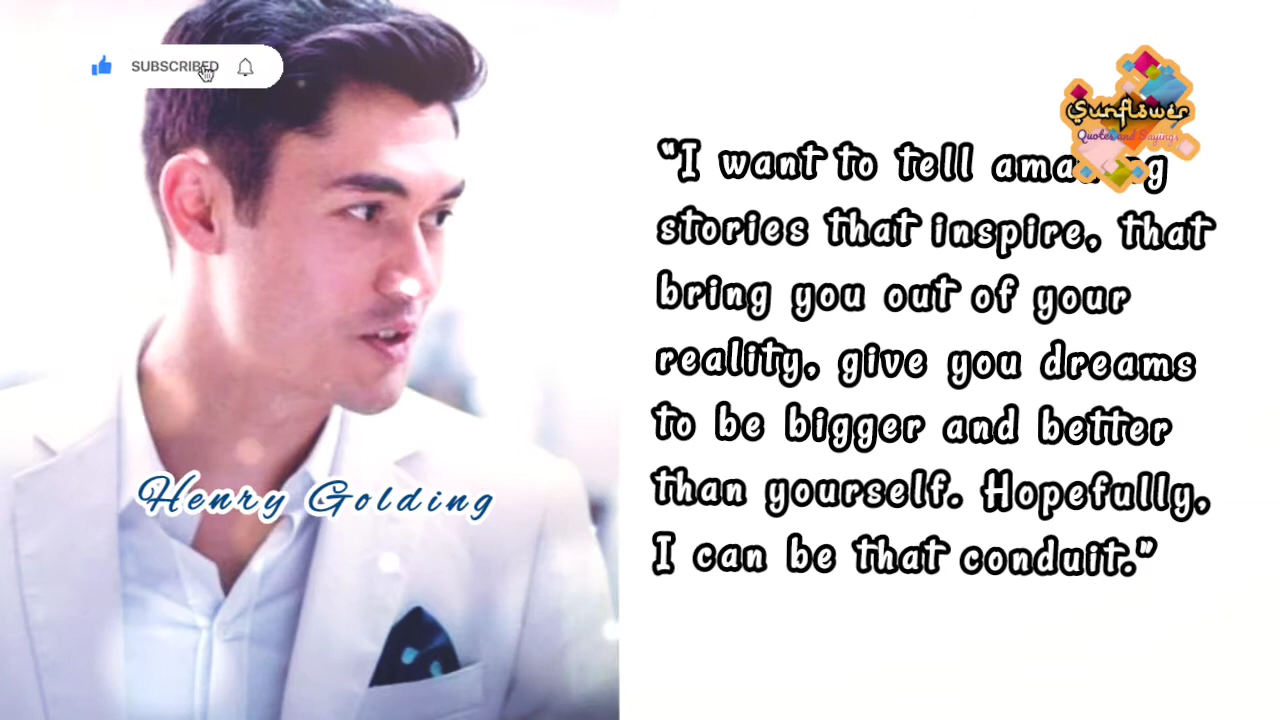 SUBSCRIBED
Sunflower
Quotes and Sayings
"I want to tell
stories that inspire, that
bring you out of your
reality, give you dreams
to be bigger and better
than yourself. Hopefully,
I can be that conduit."
Henry Golding